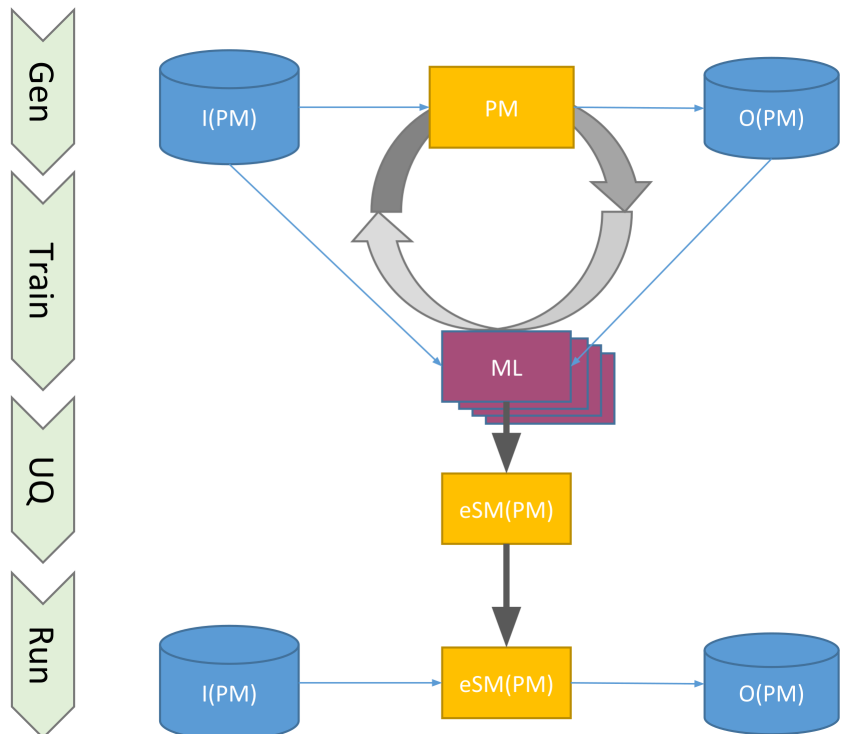 Gen
I(PM)
PM
O(PM)
Train
ML
UQ
eSM(PM)
Run
I(PM)
eSM(PM)
O(PM)